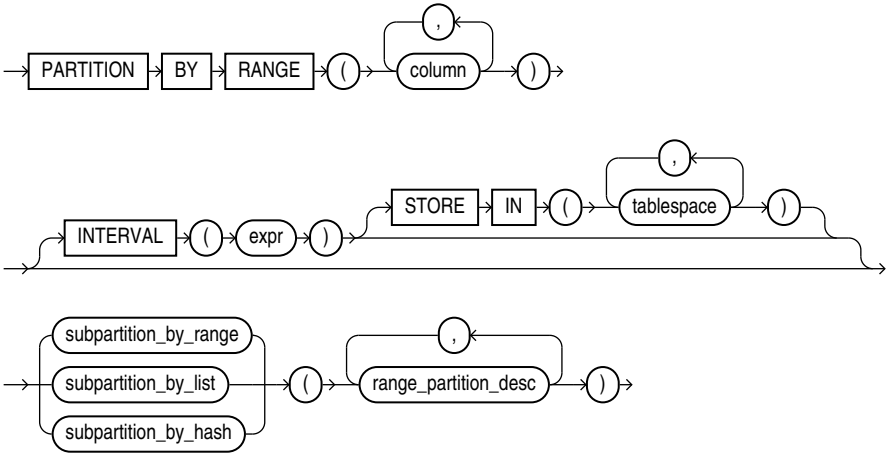 ,
PARTITION BY RANGE ( column )
,
STORE IN ( tablespace )
INTERVAL ( expr )
subpartition_by_range
,
subpartition_by_list ( range_partition_desc )
subpartition_by_hash